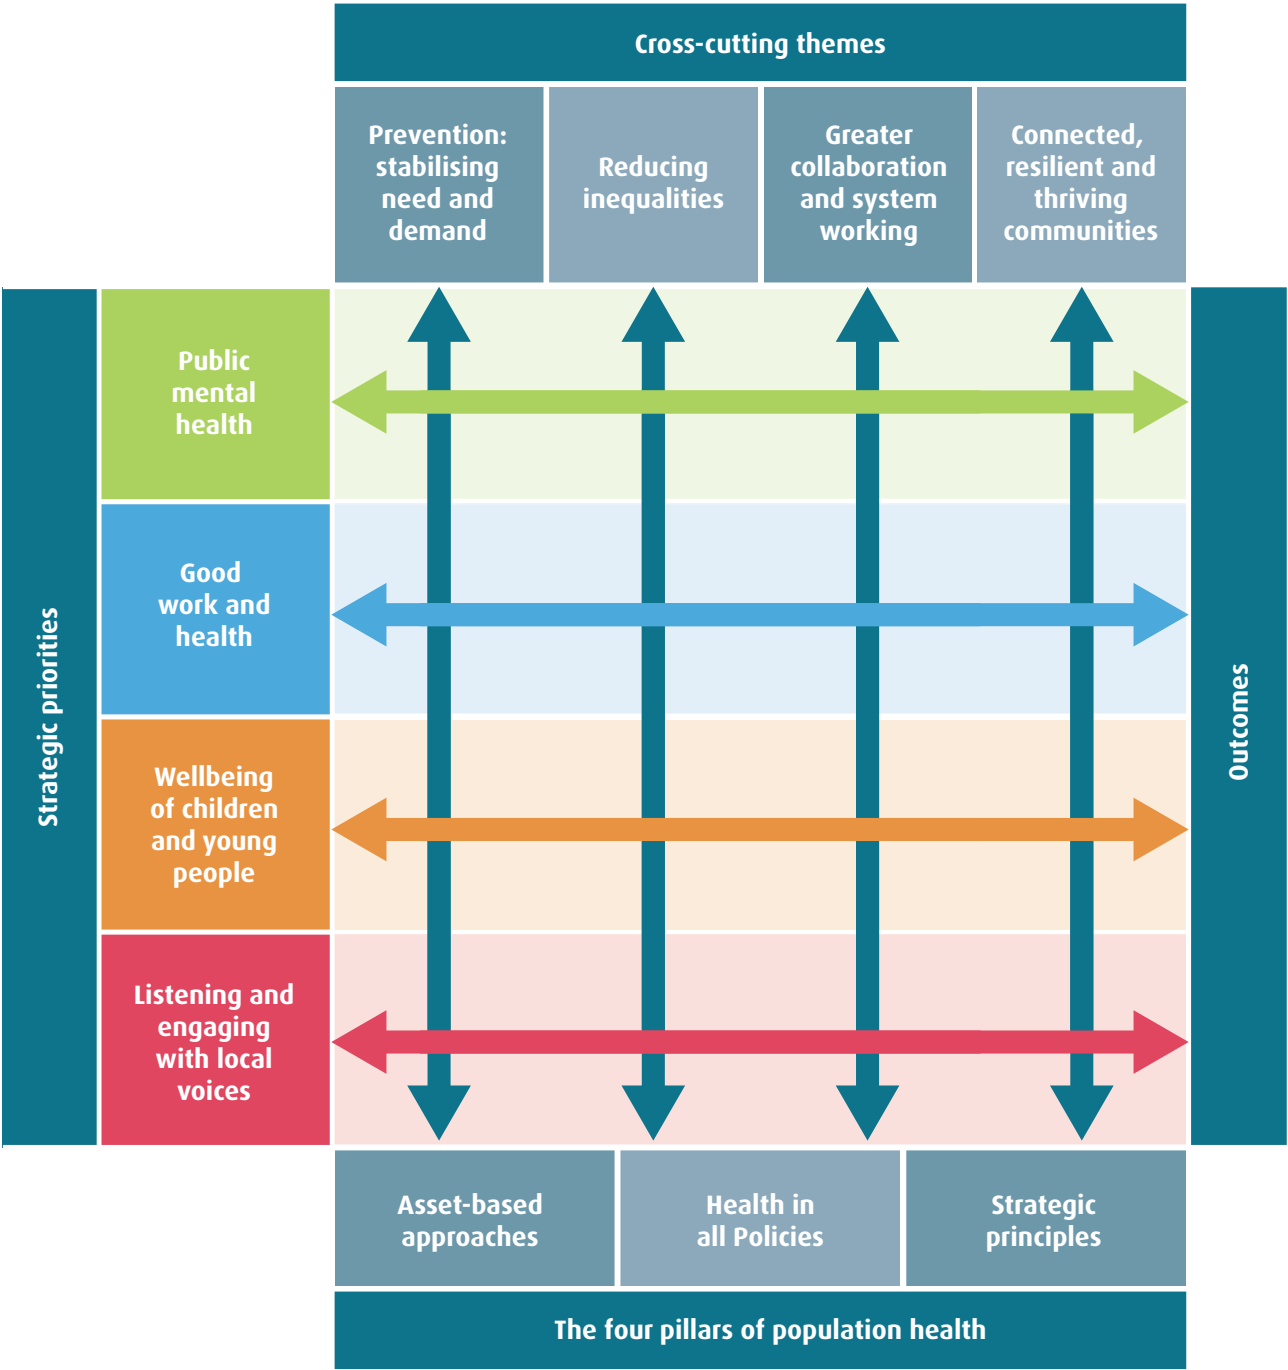 Cross-cutting themes
Prevention:
stabilising
need and
demand
Reducing
inequalities
Greater
collaboration
and system
working
Connected,
resilient and
thriving
communities
Strategic priorities
Public
mental
health
Good
work and
health
Wellbeing
of children
and young
people
Listening and
engaging
with local
voices
Outcomes
Asset-based
approaches
Health in
all Policies
Strategic
principles
The four pillars of population health